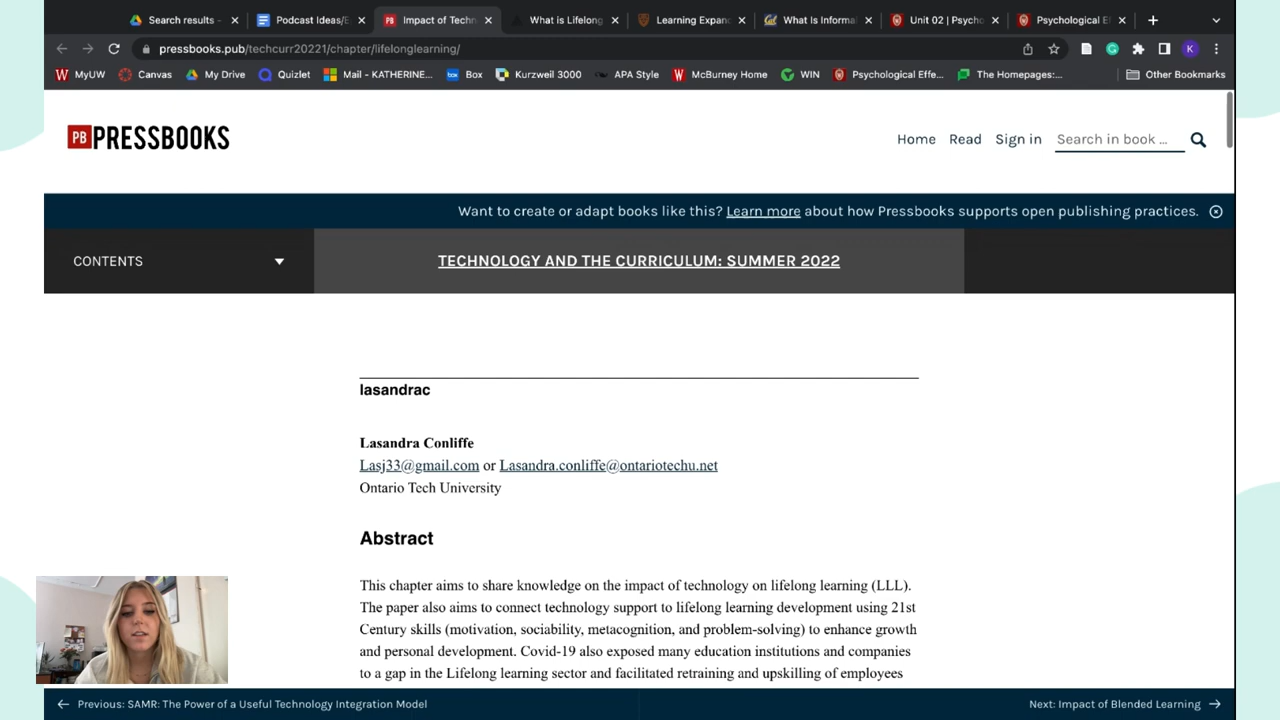 Search results - Podcast Ideas/E Impact of Techn What is Lifelong Learning Expan What Is Informa Unit 02 | Psycho Psychological Ef
pressbooks.pub/techcurr20221/chapter/lifelonglearning/ K
MyUW Canvas My Drive Quizlet Mail - KATHERINE... Box Kurzweil 3000 APA Style McBurney Home WIN Psychological Effe... The Homepages:... Other Bookmarks
PB PRESSBOOKS Home Read Sign in Search in book ...
Want to create or adapt books like this? Learn more about how Pressbooks supports open publishing practices.
CONTENTS TECHNOLOGY AND THE CURRICULUM: SUMMER 2022
lasandrac
Lasandra Conliffe
Lasj33@gmail.com or Lasandra.conliffe@ontariotechu.net
Ontario Tech University
Abstract
This chapter aims to share knowledge on the impact of technology on lifelong learning (LLL).
The paper also aims to connect technology support to lifelong learning development using 21st
Century skills (motivation, sociability, metacognition, and problem-solving) to enhance growth
and personal development. Covid-19 also exposed many education institutions and companies
to a gap in the Lifelong learning sector and facilitated retraining and upskilling of employees
Previous: SAMR: The Power of a Useful Technology Integration Model Next: Impact of Blended Learning